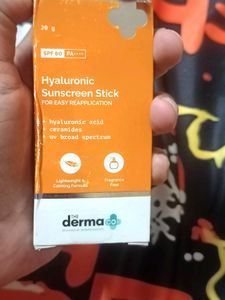 20 g
SPF 60 PA++++
Hyaluronic
Sunscreen Stick
FOR EASY REAPPLICATION
+ hyaluronic acid
+ ceramides
+ uv broad spectrum
Lightweight &
Calming Formula
Fragrance
Free
THE
derma
co